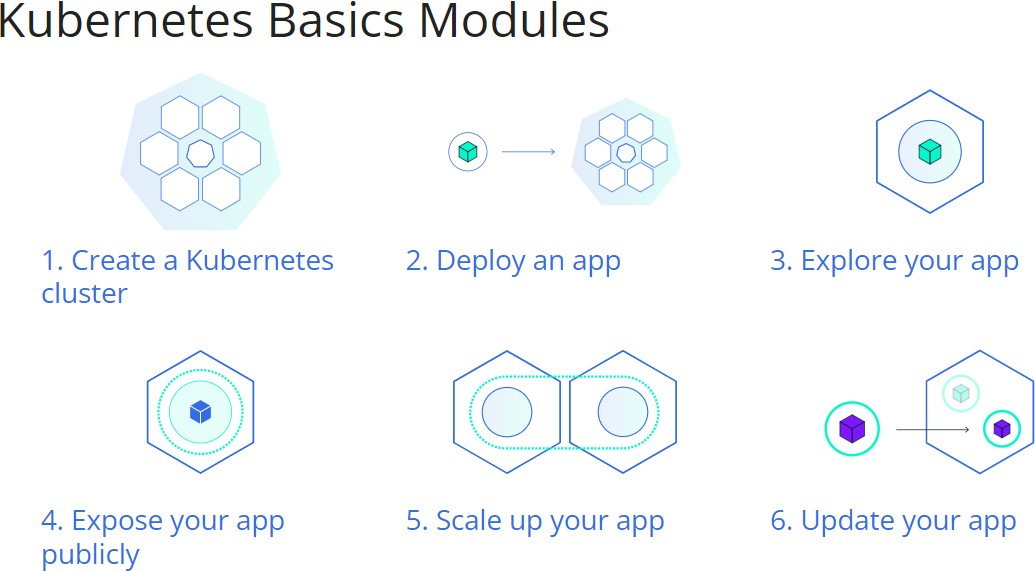 Kubernetes Basics Modules
1. Create a Kubernetes
cluster
2. Deploy an app
3. Explore your app
4. Expose your app
publicly
5. Scale up your app
6. Update your app